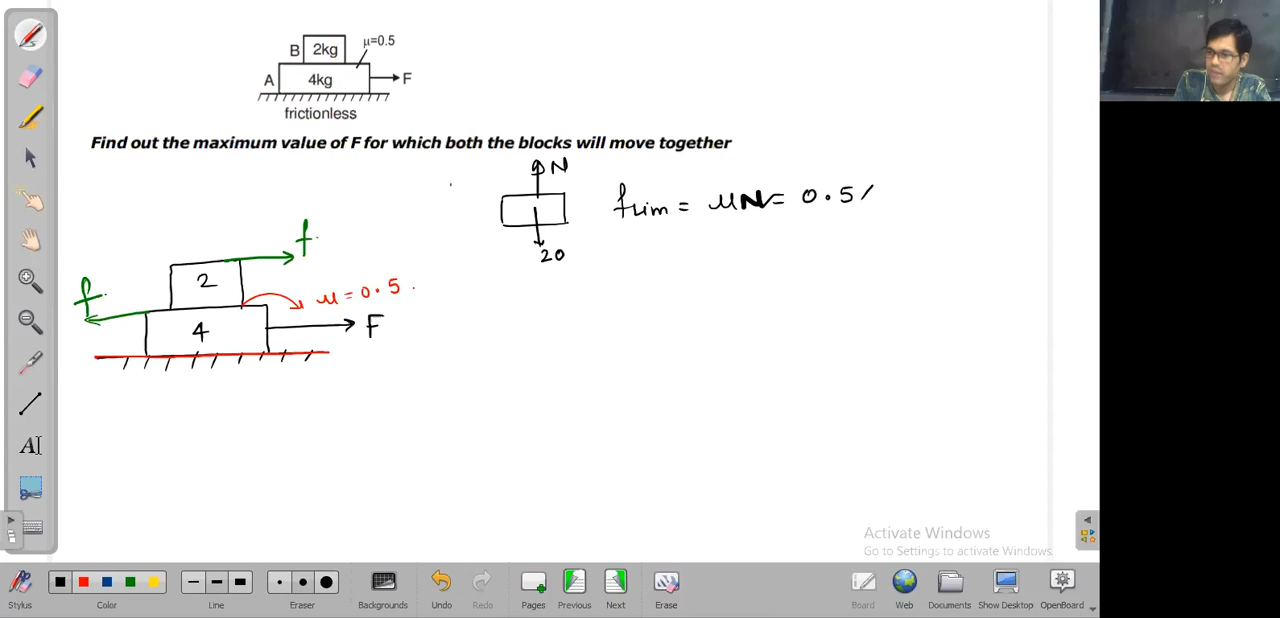 B 2kg μ=0.5
A 4kg F
frictionless
Find out the maximum value of F for which both the blocks will move together
N
flim = μN = 0.5
20
f
2
f
μ = 0.5
4
F
Activate Windows
Go to Settings to activate Windows.
Stylus Color Line Eraser Backgrounds Undo Redo Pages Previous Next Erase Board Web Documents Show Desktop OpenBoard